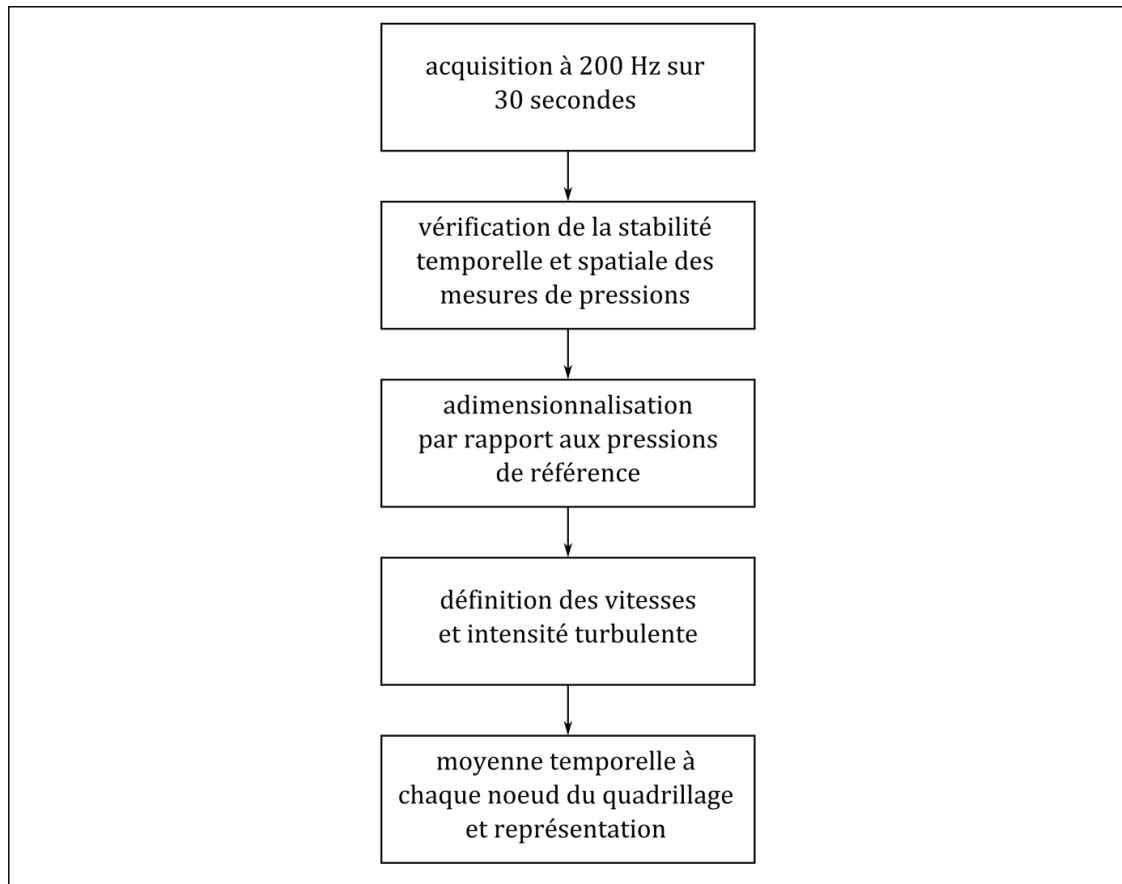 acquisition à 200 Hz sur
30 secondes
vérification de la stabilité
temporelle et spatiale des
mesures de pressions
adimensionnalisation
par rapport aux pressions
de référence
définition des vitesses
et intensité turbulente
moyenne temporelle à
chaque noeud du quadrillage
et représentation